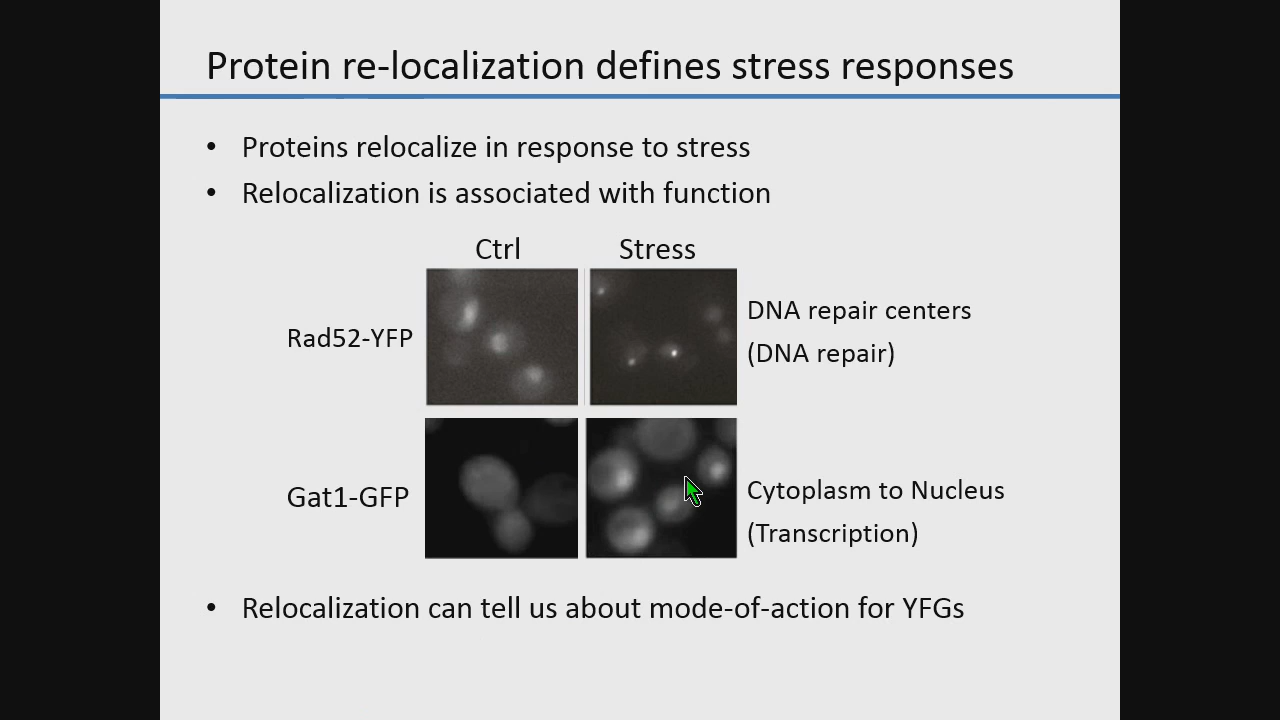 Protein re-localization defines stress responses
• Proteins relocalize in response to stress
• Relocalization is associated with function
Ctrl Stress
Rad52-YFP
DNA repair centers
(DNA repair)
Gat1-GFP
Cytoplasm to Nucleus
(Transcription)
• Relocalization can tell us about mode-of-action for YFGs